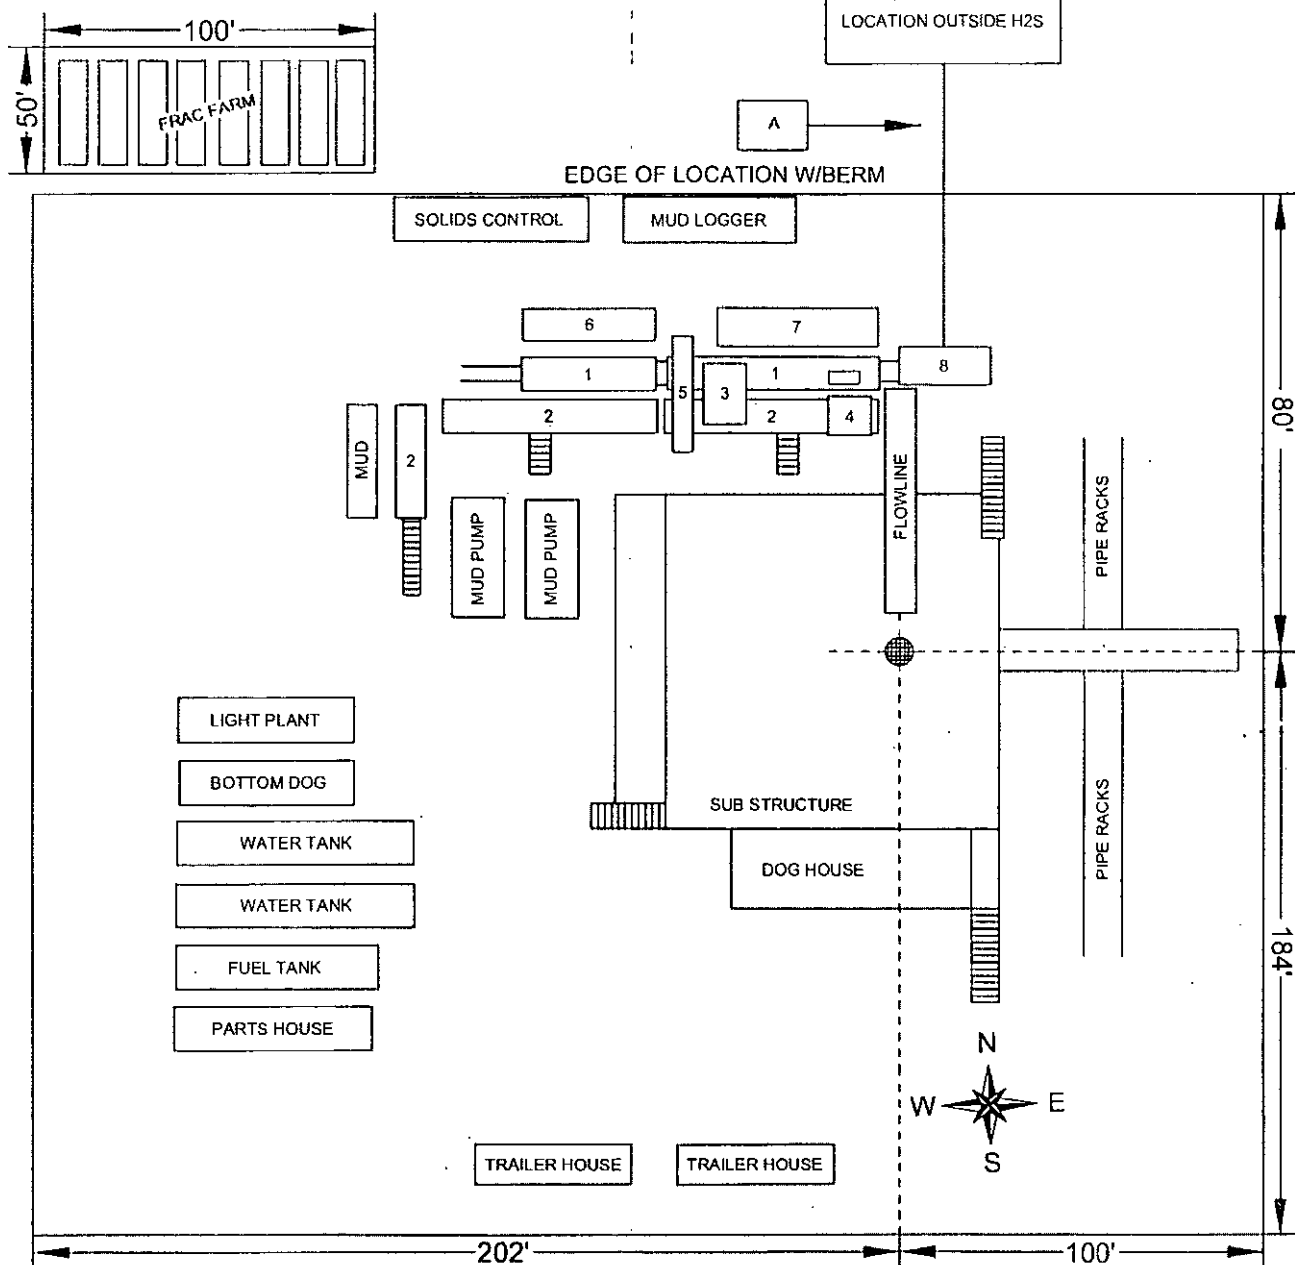 LOCATION OUTSIDE H2S
100'
50'
FRAC FARM
A
EDGE OF LOCATION W/BERM
SOLIDS CONTROL
MUD LOGGER
6
7
1
5
1
8
3
2
2
4
MUD
2
80'
FLOWLINE
MUD PUMP
MUD PUMP
PIPE RACKS
LIGHT PLANT
BOTTOM DOG
SUB STRUCTURE
WATER TANK
DOG HOUSE
PIPE RACKS
WATER TANK
184'
FUEL TANK
PARTS HOUSE
N
W
E
S
TRAILER HOUSE
TRAILER HOUSE
202'
100'